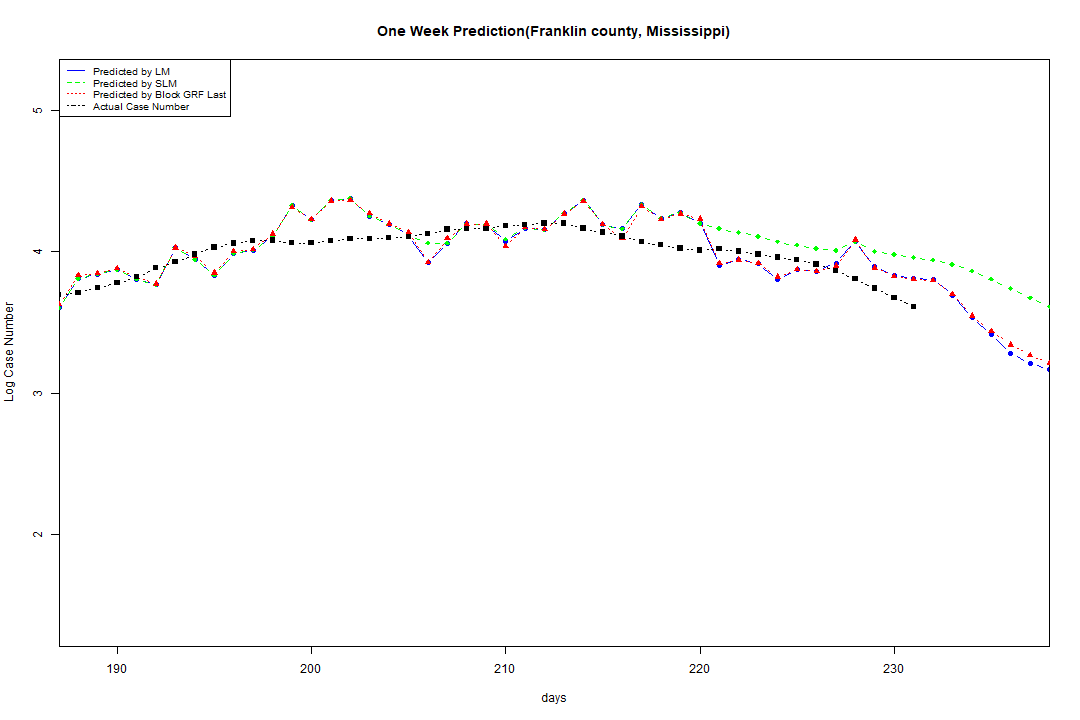 One Week Prediction(Franklin county, Mississippi)
Predicted by LM
Predicted by SLM
Predicted by Block GRF Last
Actual Case Number
5
4
3
2
Log Case Number
190 200 210 220 230
days